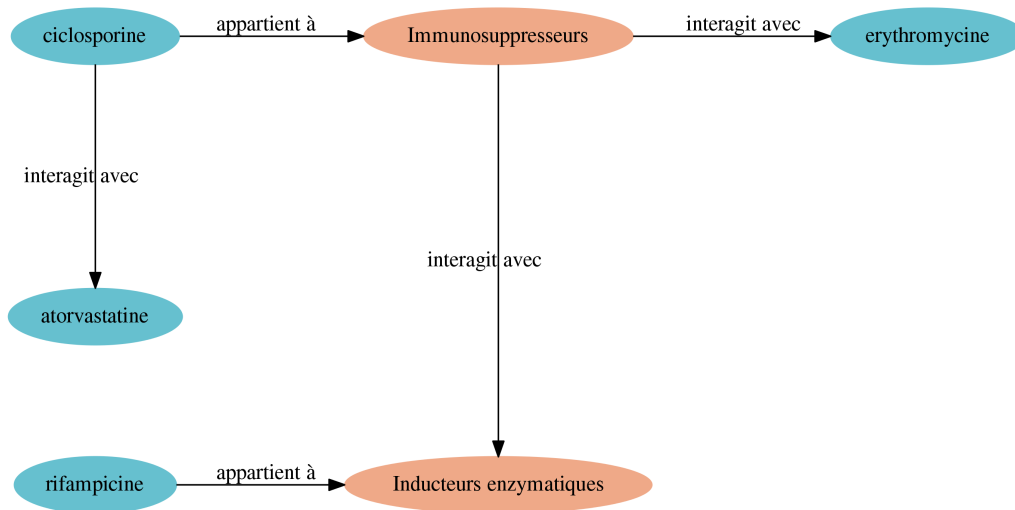 ciclosporine
appartient à
Immunosuppresseurs
interagit avec
erythromycine
interagit avec
interagit avec
atorvastatine
rifampicine
appartient à
Inducteurs enzymatiques